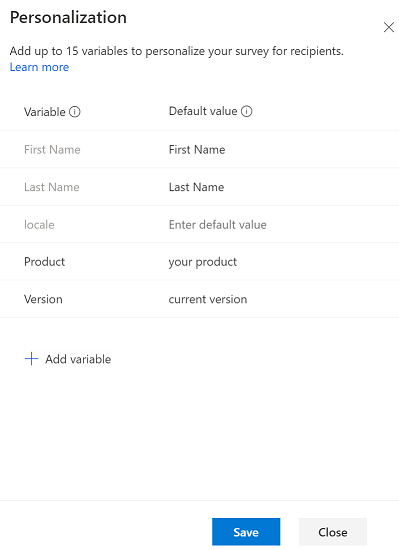 Personalization
Add up to 15 variables to personalize your survey for recipients.
Learn more
Variable Default value
First Name First Name
Last Name Last Name
locale Enter default value
Product your product
Version current version
Add variable
Save Close